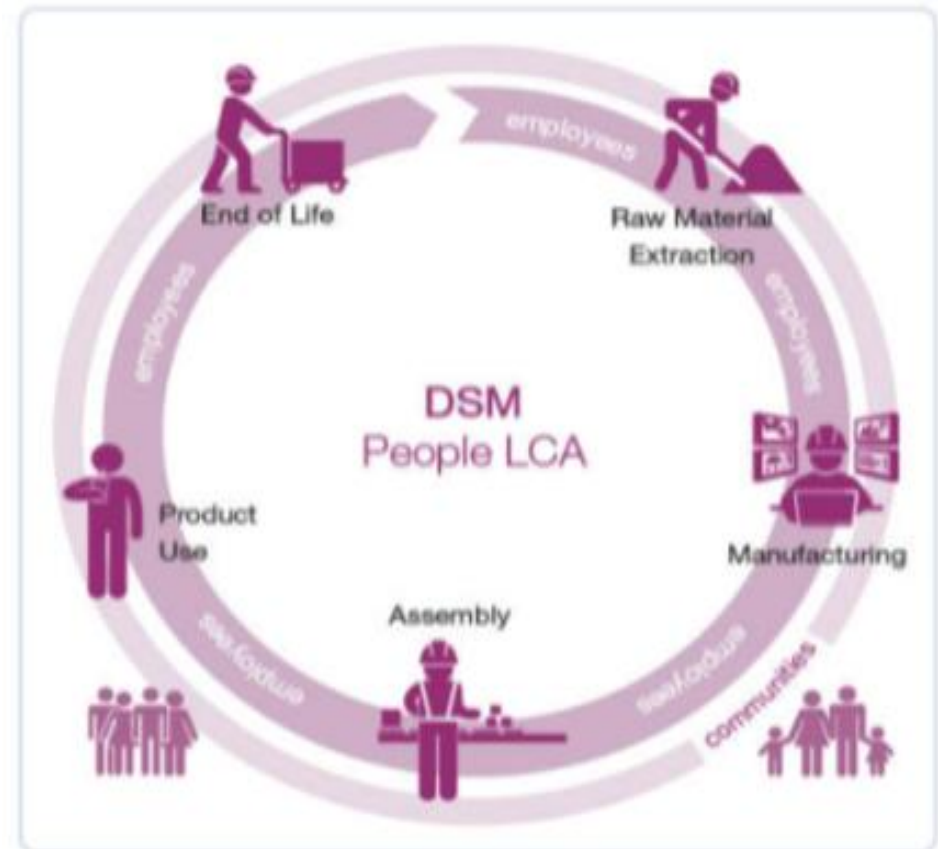 employees
Raw Material
Extraction
employees
Manufacturing
employees
communities
Assembly
employees
Product
Use
employees
End of Life
DSM
People LCA